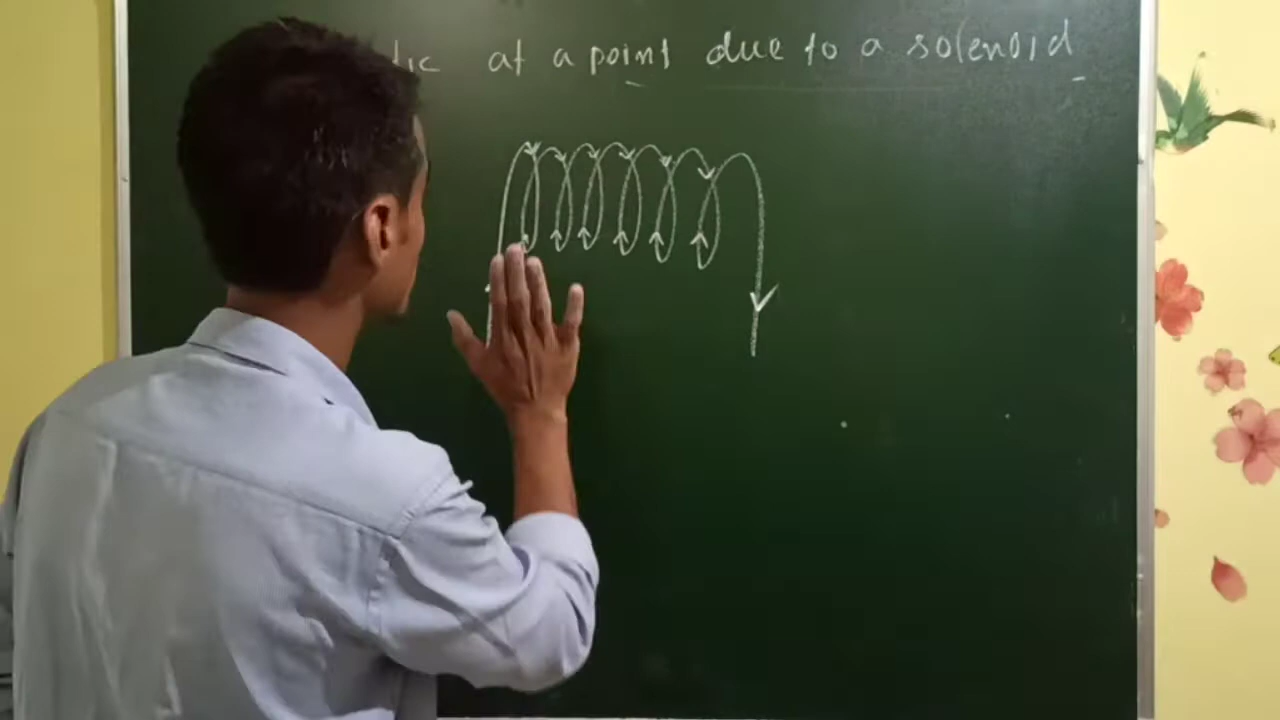 at a point due to a solenoid